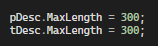 pDesc.MaxLength = 300;
tDesc.MaxLength = 300;